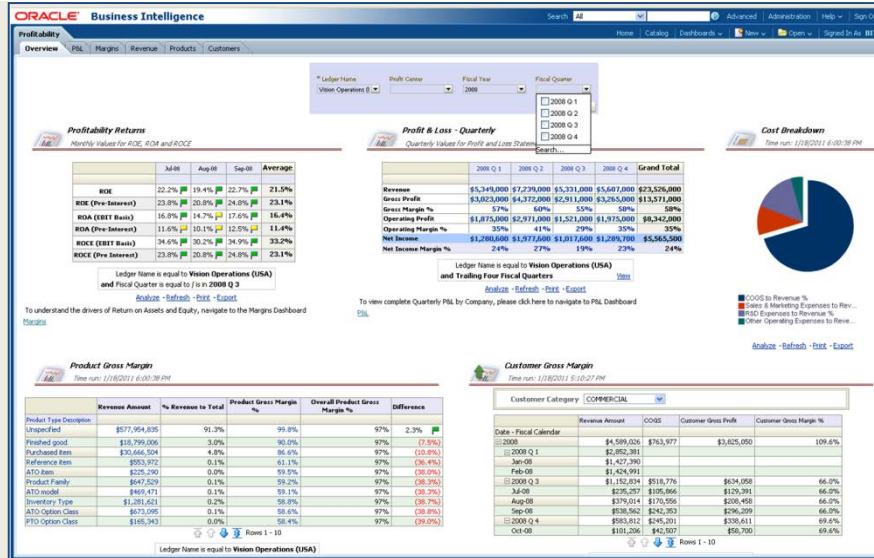 ORACLE Business Intelligence
Search All Advanced Administration Help Sign O
Profitability
Home Catalog Dashboards New Open Signed In As BI
Overview P&L Margins Revenue Products Customers
* Ledger Name Profit Center Fiscal Year Fiscal Quarter
Vision Operations (U 2008
2008 Q 1
2008 Q 2
2008 Q 3
2008 Q 4
Search...
Profitability Returns
Monthly Values for ROE, ROA and ROCE
Jul-08 Aug-08 Sep-08 Average
ROE 22.2% 19.4% 22.7% 21.5%
ROE (Pre-Interest) 23.8% 20.8% 24.8% 23.1%
ROA (EBIT Basis) 16.8% 14.7% 17.6% 16.4%
ROA (Pre-Interest) 11.6% 10.1% 12.5% 11.4%
ROCE (EBIT Basis) 34.6% 30.2% 34.9% 33.2%
ROCE (Pre Interest) 23.8% 20.8% 24.8% 23.1%
Ledger Name is equal to Vision Operations (USA)
and Fiscal Quarter is equal to / is in 2008 Q 3
Analyze - Refresh - Print - Export
To understand the drivers of Return on Assets and Equity, navigate to the Margins Dashboard
Margins
Profit & Loss - Quarterly
Quarterly Values for Profit and Loss Statem
2008 Q 1 2008 Q 2 2008 Q 3 2008 Q 4 Grand Total
Revenue $5,349,000 $7,239,000 $5,331,000 $5,607,000 $23,526,000
Gross Profit $3,023,000 $4,372,000 $2,911,000 $3,265,000 $13,571,000
Gross Margin % 57% 60% 55% 58% 58%
Operating Profit $1,875,000 $2,971,000 $1,521,000 $1,975,000 $8,342,000
Operating Margin % 35% 41% 29% 35% 35%
Net Income $1,280,600 $1,977,600 $1,017,600 $1,289,700 $5,565,500
Net Income Margin % 24% 27% 19% 23% 24%
Ledger Name is equal to Vision Operations (USA)
and Trailing Four Fiscal Quarters View
Analyze - Refresh - Print - Export
To view complete Quarterly P&L by Company, please click here to navigate to P&L Dashboard
P&L
Cost Breakdown
Time run: 1/18/2011 6:00:38 PM
COGS to Revenue %
Sales & Marketing Expenses to Rev...
R&D Expenses to Revenue %
Other Operating Expenses to Reve...
Analyze - Refresh - Print - Export
Product Gross Margin
Time run: 1/18/2011 6:00:38 PM
Revenue Amount % Revenue to Total Product Gross Margin % Overall Product Gross Margin % Difference
Product Type Description
Unspecified $577,954,835 91.3% 99.8% 97% 2.3%
Finished good $18,799,006 3.0% 90.0% 97% (7.5%)
Purchased item $30,666,504 4.8% 86.6% 97% (10.8%)
Reference item $553,972 0.1% 61.1% 97% (36.4%)
ATO item $225,290 0.0% 59.5% 97% (38.0%)
Product Family $647,529 0.1% 59.2% 97% (38.3%)
ATO model $469,471 0.1% 59.1% 97% (38.3%)
Inventory Type $1,281,621 0.2% 58.8% 97% (38.7%)
ATO Option Class $673,095 0.1% 58.6% 97% (38.8%)
PTO Option Class $165,343 0.0% 58.4% 97% (39.0%)
Rows 1 - 10
Ledger Name is equal to Vision Operations (USA)
Customer Gross Margin
Time run: 1/18/2011 5:10:27 PM
Customer Category COMMERCIAL
Revenue Amount COGS Customer Gross Profit Customer Gross Margin %
Date - Fiscal Calendar
2008 $4,589,026 $763,977 $3,825,050 109.6%
2008 Q 1 $2,852,381
Jan-08 $1,427,390
Feb-08 $1,424,991
2008 Q 3 $1,152,834 $518,776 $634,058 66.0%
Jul-08 $235,257 $105,866 $129,391 66.0%
Aug-08 $379,014 $170,556 $208,458 66.0%
Sep-08 $538,562 $242,353 $296,209 66.0%
2008 Q 4 $583,812 $245,201 $338,611 69.6%
Oct-08 $101,206 $42,507 $58,700 69.6%
Rows 1 - 10